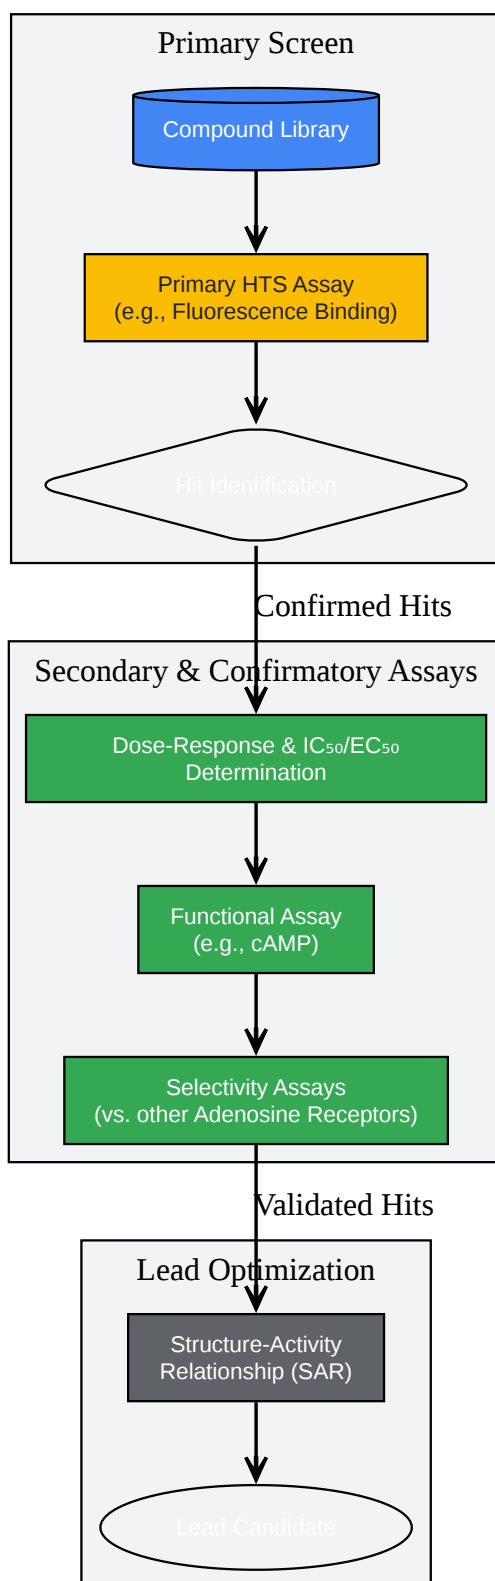 Primary Screen
Compound Library
Primary HTS Assay
(e.g., Fluorescence Binding)
Hit Identification
Confirmed Hits
Secondary & Confirmatory Assays
Dose-Response & IC₅₀/EC₅₀
Determination
Functional Assay
(e.g., cAMP)
Selectivity Assays
(vs. other Adenosine Receptors)
Validated Hits
Lead Optimization
Structure-Activity
Relationship (SAR)
Lead Candidate